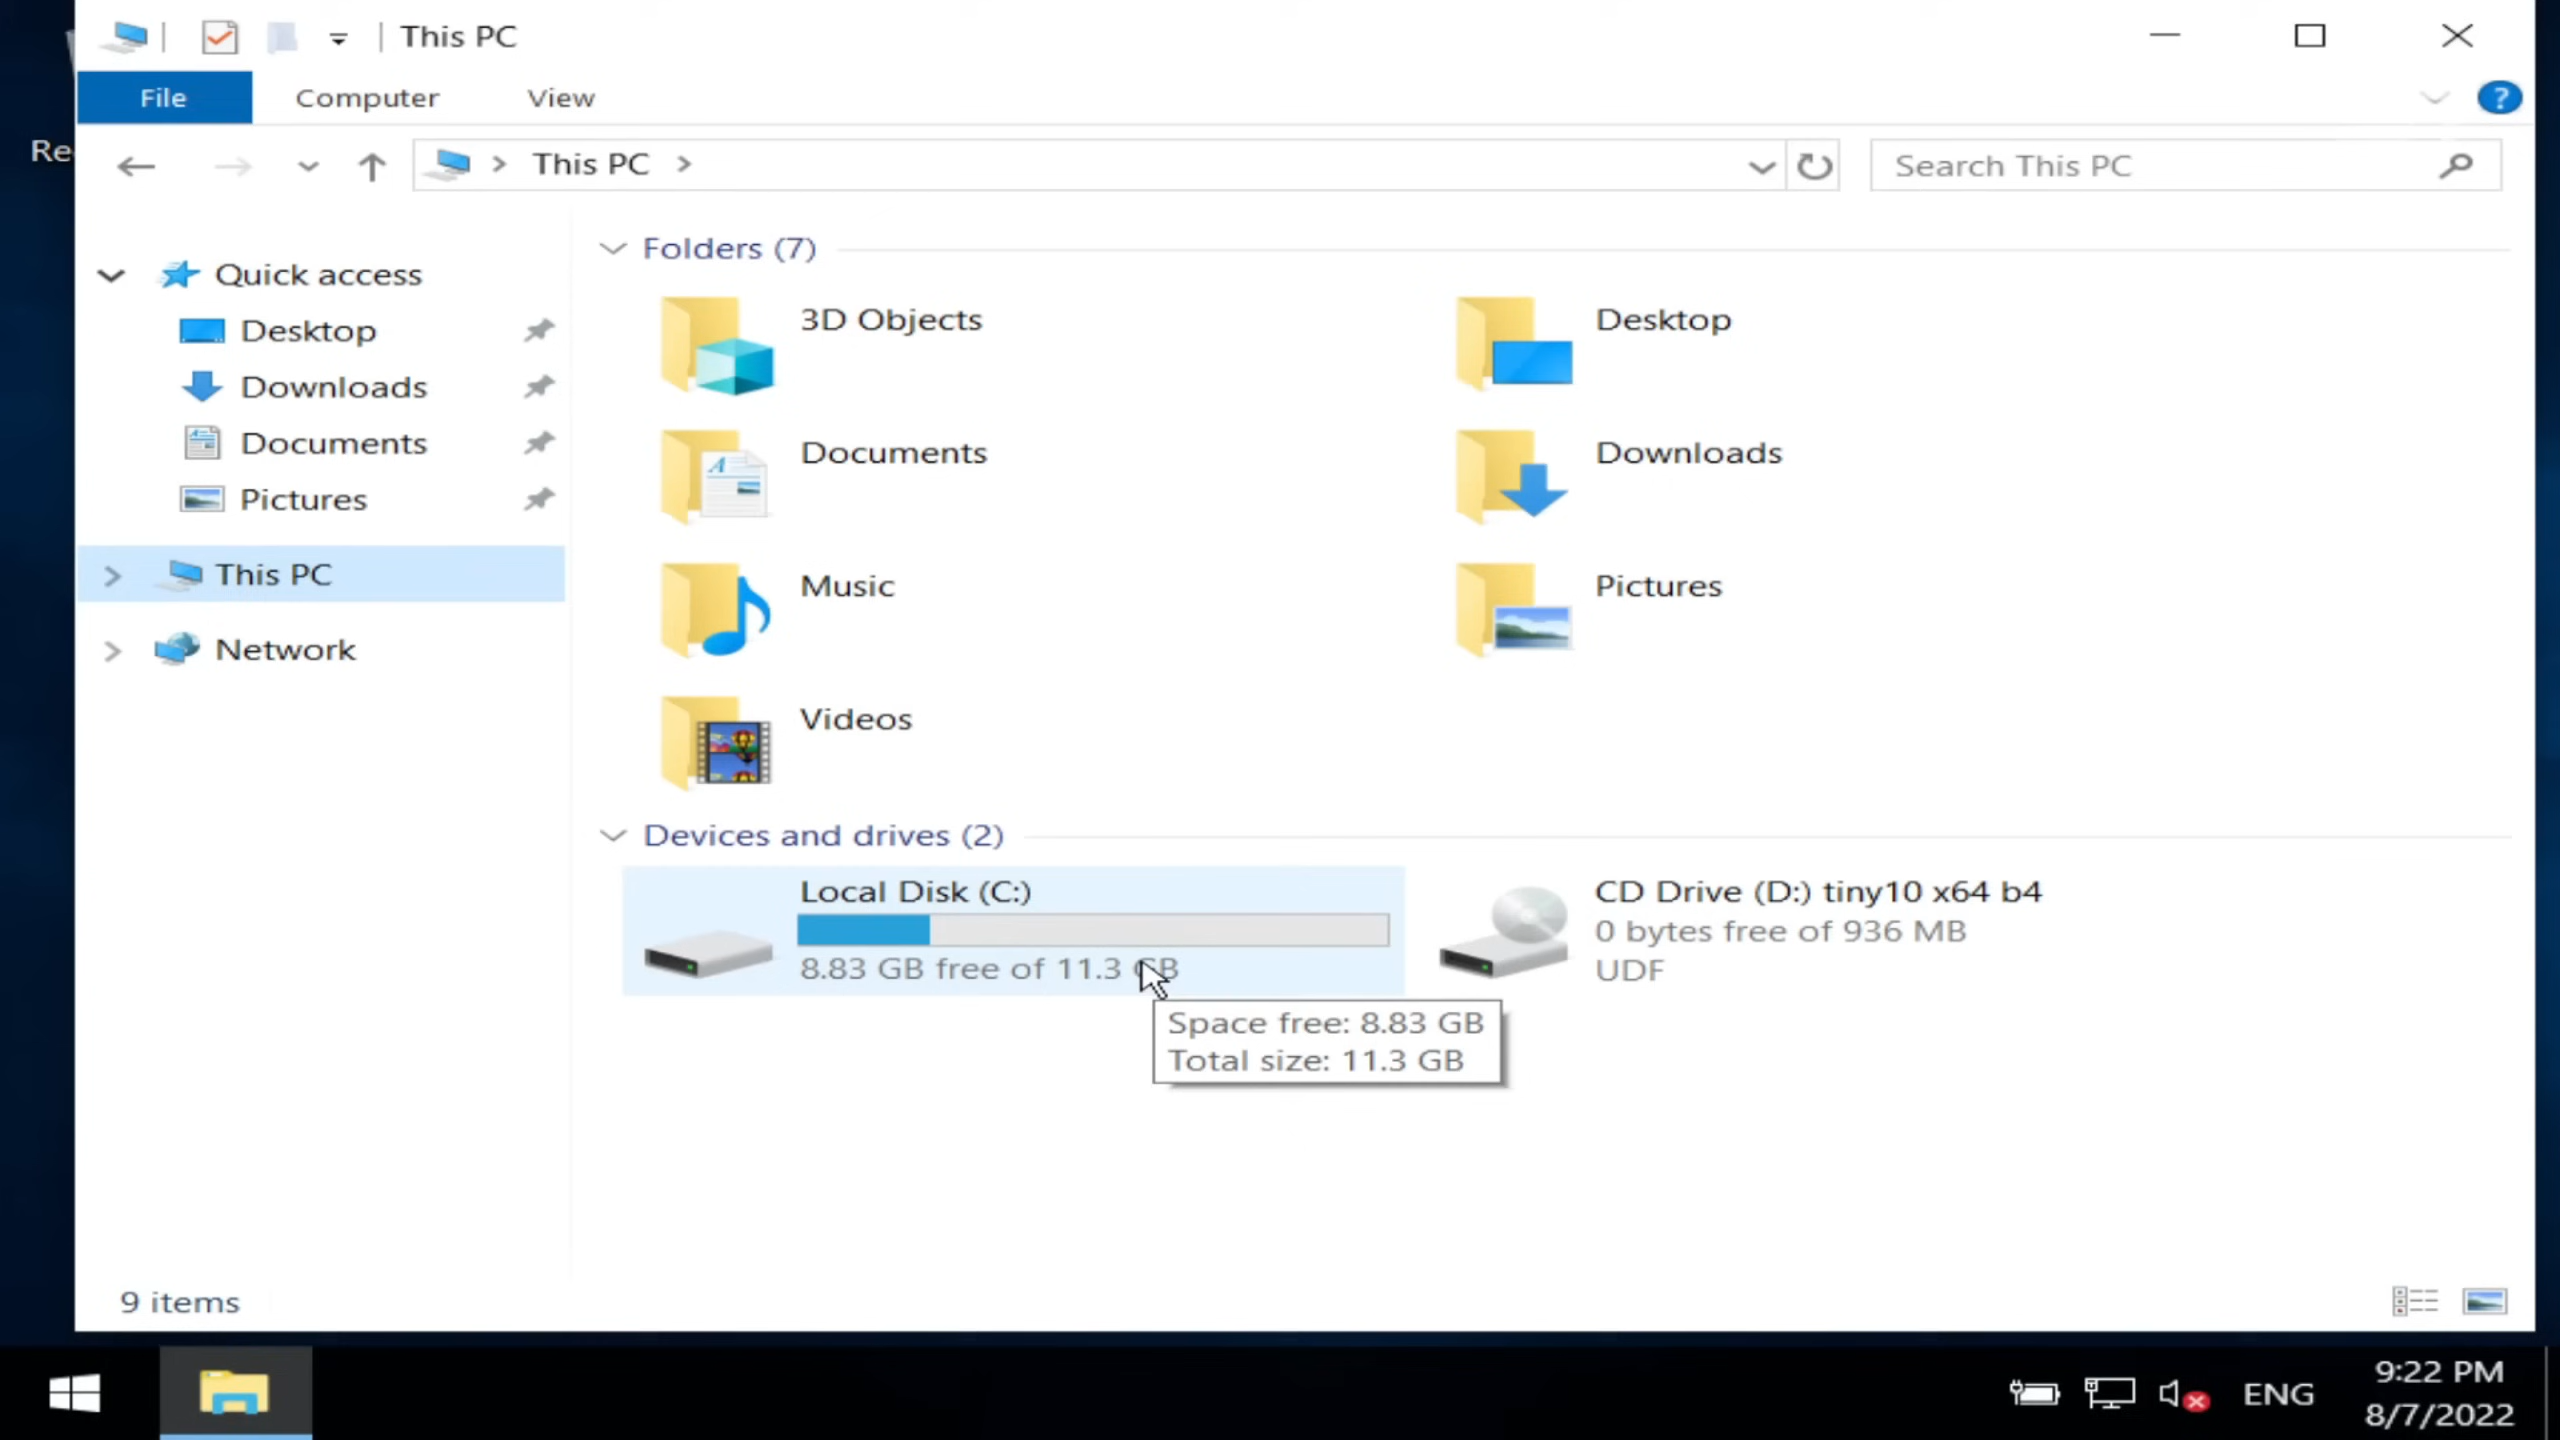 This PC
File
Computer
View
?
Re
This PC
Search This PC
Quick access
Desktop
Downloads
Documents
Pictures
This PC
Network
Folders (7)
3D Objects
Desktop
Documents
Downloads
Music
Pictures
Videos
Devices and drives (2)
Local Disk (C:)
8.83 GB free of 11.3 GB
CD Drive (D:) tiny10 x64 b4
0 bytes free of 936 MB
UDF
Space free: 8.83 GB
Total size: 11.3 GB
9 items
ENG
9:22 PM
8/7/2022